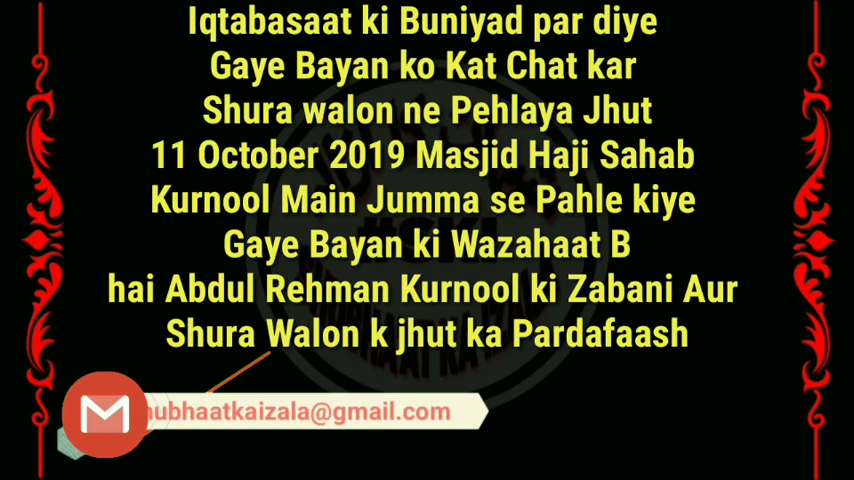 Iqtabasaat ki Buniyad par diye
Gaye Bayan ko Kat Chat kar
Shura walon ne Pehlaya Jhut
11 October 2019 Masjid Haji Sahab
Kurnool Main Jumma se Pahle kiye
Gaye Bayan ki Wazahaat B
hai Abdul Rehman Kurnool ki Zabani Aur
Shura Walon k jhut ka Pardafaash
hubhaatkaizala@gmail.com